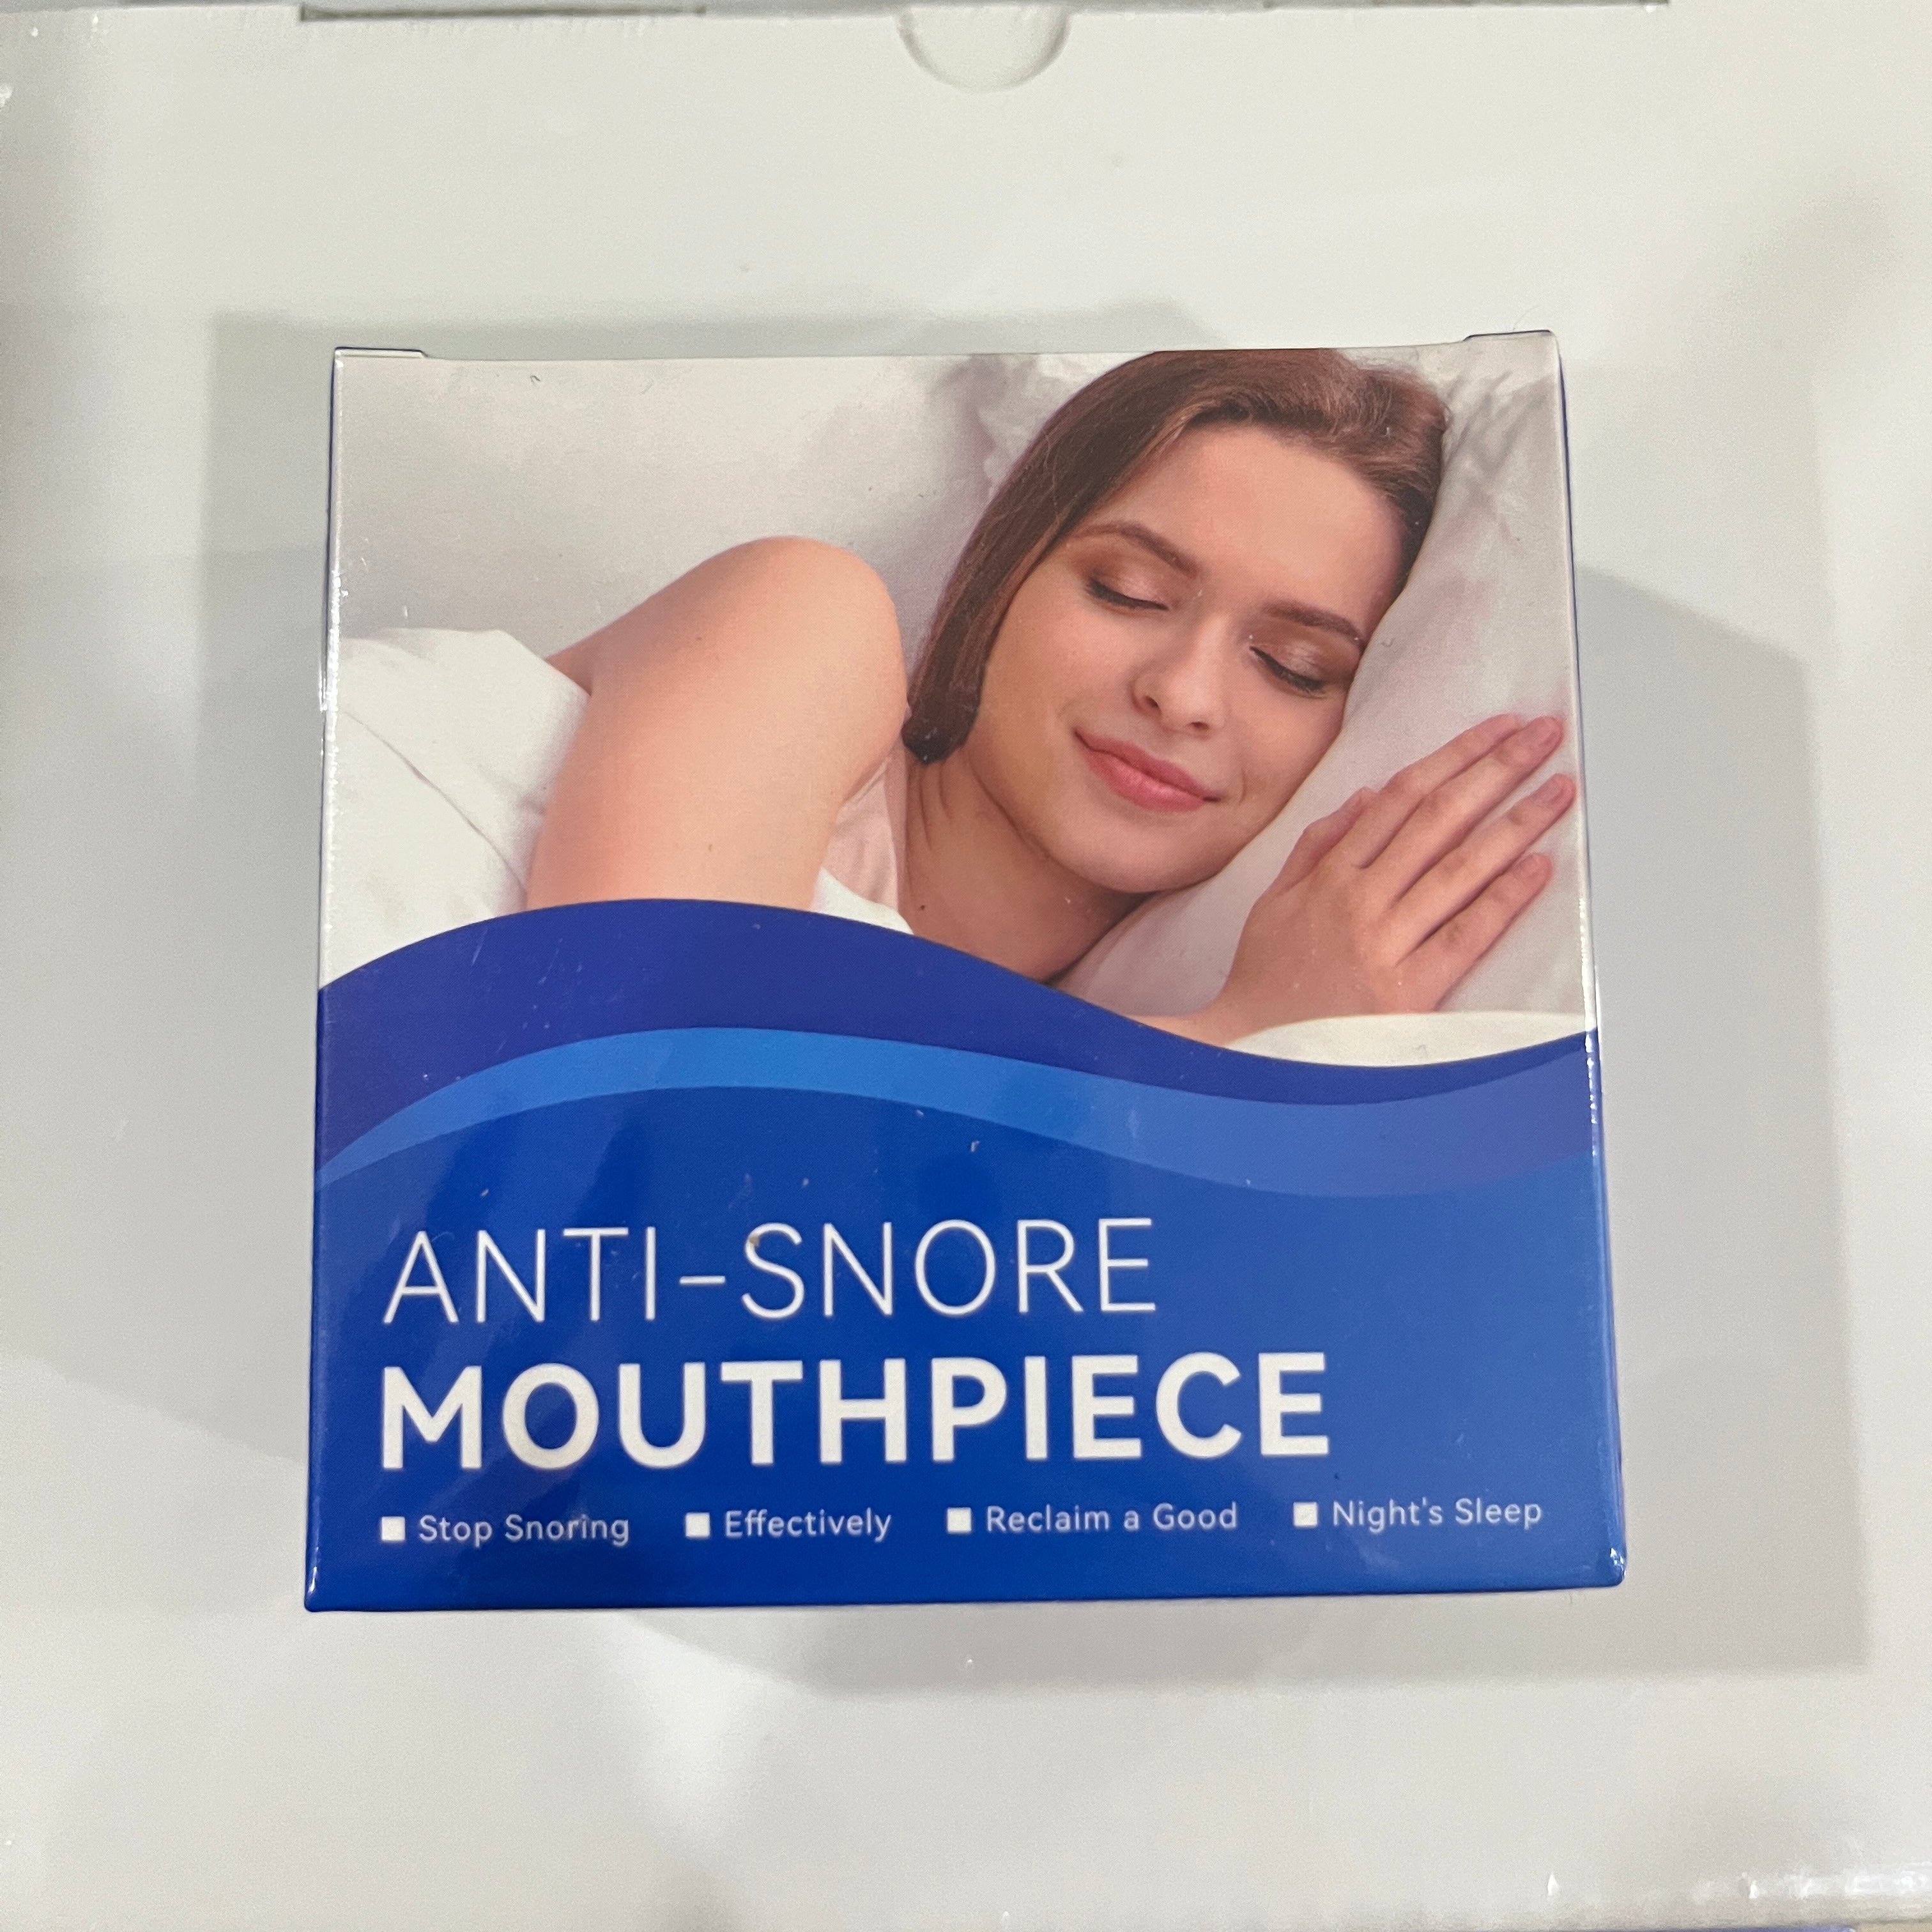 ANTI-SNORE
MOUTHPIECE
Stop Snoring Effectively Reclaim a Good Night's Sleep